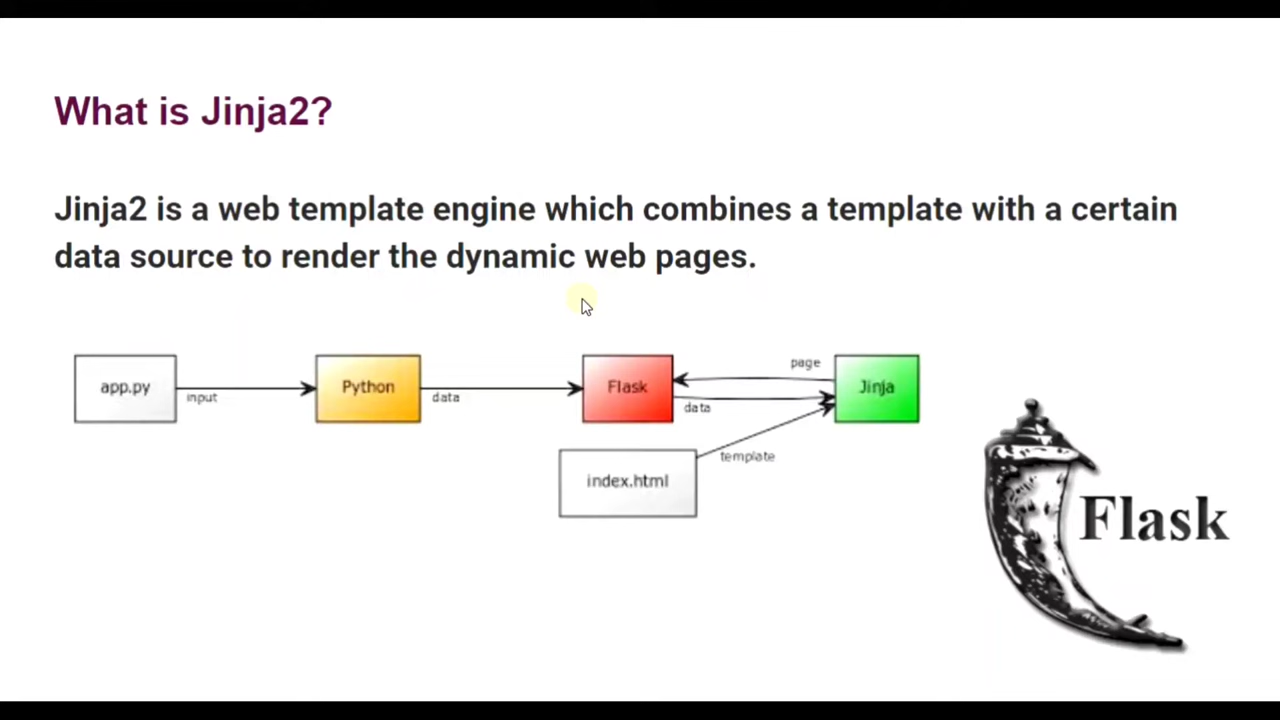 What is Jinja2?
Jinja2 is a web template engine which combines a template with a certain
data source to render the dynamic web pages.
app.py
input
Python
data
Flask
page
data
Jinja
index.html
template
Flask